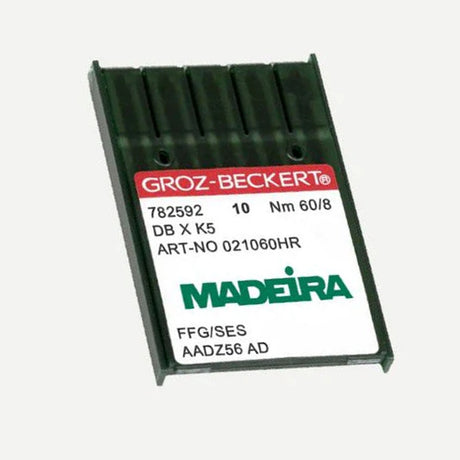 GROZ-BECKERT®
782592 10 Nm 60/8
DB X K5
ART-NO 021060HR
MADEIRA
FFG/SES
AADZ56 AD